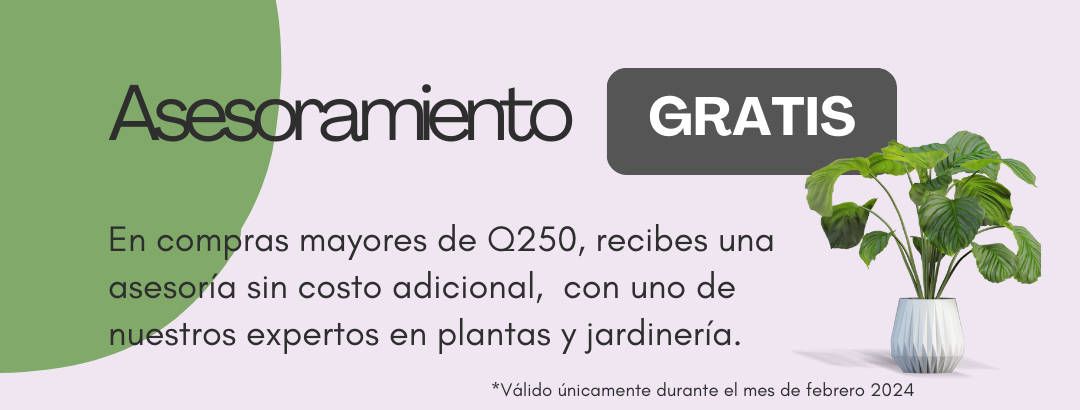 Asesoramiento GRATIS
En compras mayores de Q250, recibes una
asesoría sin costo adicional,  con uno de
nuestros expertos en plantas y jardinería.
*Válido únicamente durante el mes de febrero 2024